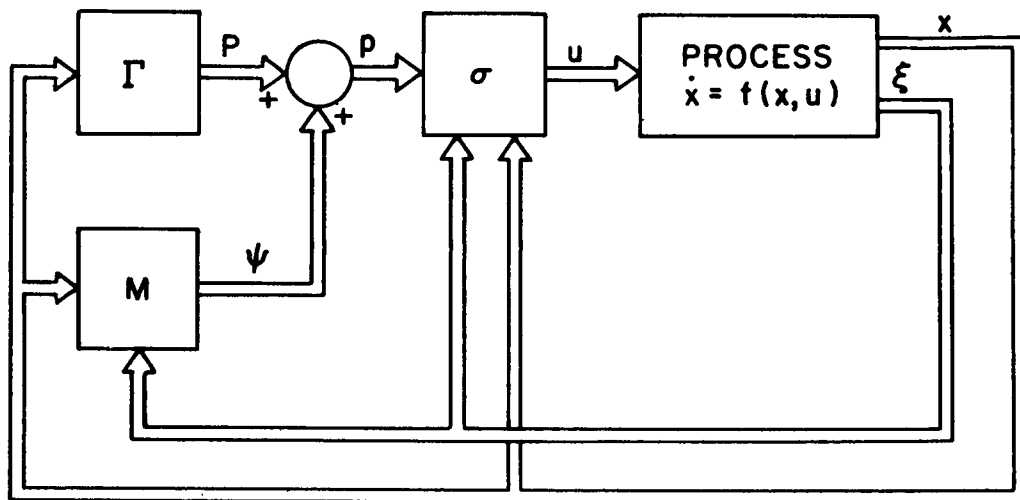 Γ
P
+
+
p
σ
u
PROCESS
ẋ = f(x,u)
x
ξ
M
ψ